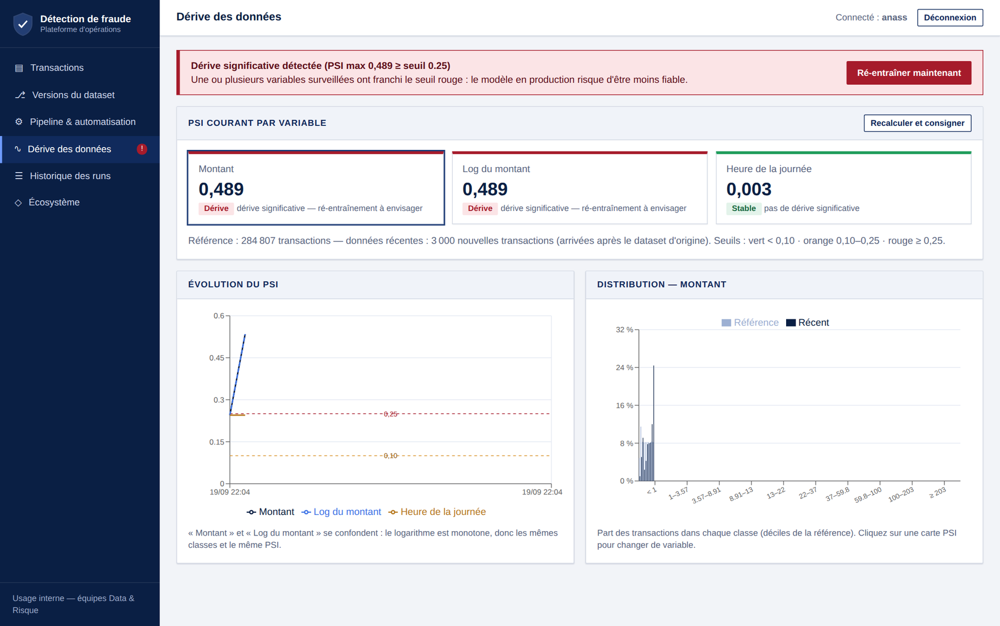 Détection de fraude
Plateforme d'opérations
Transactions
Versions du dataset
Pipeline & automatisation
Dérive des données
!
Historique des runs
Écosystème
Usage interne — équipes Data &
Risque
Dérive des données
Connecté : anass
Déconnexion
Dérive significative détectée (PSI max 0,489 ≥ seuil 0.25)
Une ou plusieurs variables surveillées ont franchi le seuil rouge : le modèle en production risque d'être moins fiable.
Ré-entraîner maintenant
PSI COURANT PAR VARIABLE
Recalculer et consigner
Montant
0,489
Dérive dérive significative — ré-entraînement à envisager
Log du montant
0,489
Dérive dérive significative — ré-entraînement à envisager
Heure de la journée
0,003
Stable pas de dérive significative
Référence : 284 807 transactions — données récentes : 3 000 nouvelles transactions (arrivées après le dataset d'origine). Seuils : vert < 0,10 · orange 0,10–0,25 · rouge ≥ 0,25.
ÉVOLUTION DU PSI
0.6
0.45
0.3
0,25
0.15
0,10
0
19/09 22:04
19/09 22:04
Montant Log du montant Heure de la journée
« Montant » et « Log du montant » se confondent : le logarithme est monotone, donc les mêmes
classes et le même PSI.
DISTRIBUTION — MONTANT
Référence Récent
32 %
24 %
16 %
8 %
0 %
< 1
1–3.57
3.57–8.91
8.91–13
13–22
22–37
37–59.8
59.8–100
100–203
≥ 203
Part des transactions dans chaque classe (déciles de la référence). Cliquez sur une carte PSI
pour changer de variable.